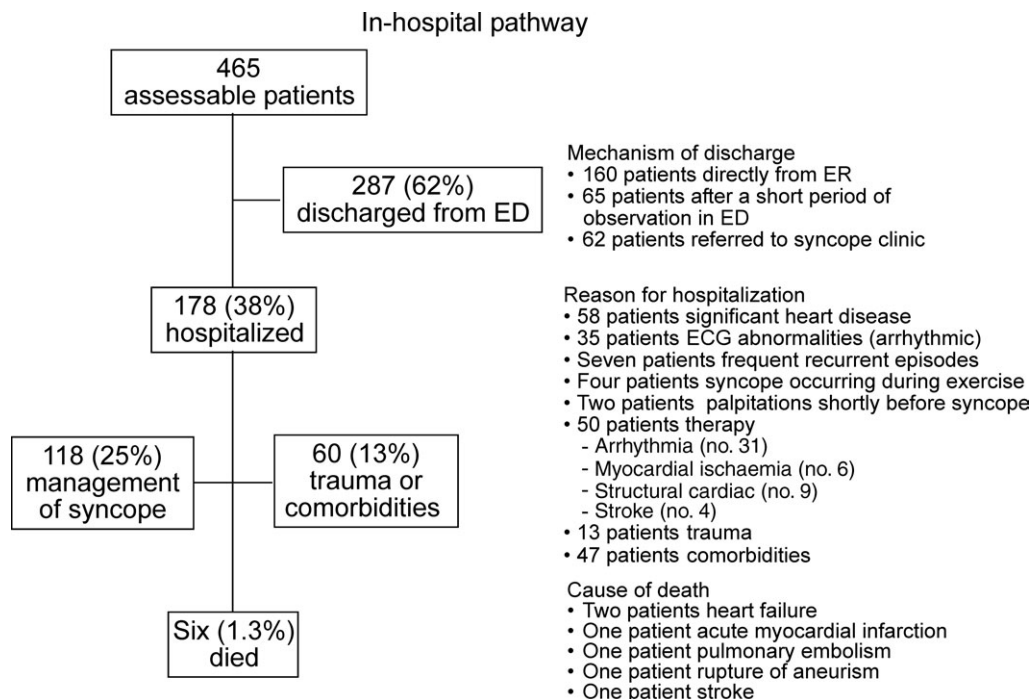 In-hospital pathway
465
assessable patients
287 (62%)
discharged from ED
Mechanism of discharge
• 160 patients directly from ER
• 65 patients after a short period of
observation in ED
• 62 patients referred to syncope clinic
178 (38%)
hospitalized
Reason for hospitalization
• 58 patients significant heart disease
• 35 patients ECG abnormalities (arrhythmic)
• Seven patients frequent recurrent episodes
• Four patients syncope occurring during exercise
• Two patients palpitations shortly before syncope
• 50 patients therapy
- Arrhythmia (no. 31)
- Myocardial ischaemia (no. 6)
- Structural cardiac (no. 9)
- Stroke (no. 4)
• 13 patients trauma
• 47 patients comorbidities
118 (25%)
management
of syncope
60 (13%)
trauma or
comorbidities
Six (1.3%)
died
Cause of death
• Two patients heart failure
• One patient acute myocardial infarction
• One patient pulmonary embolism
• One patient rupture of aneurism
• One patient stroke